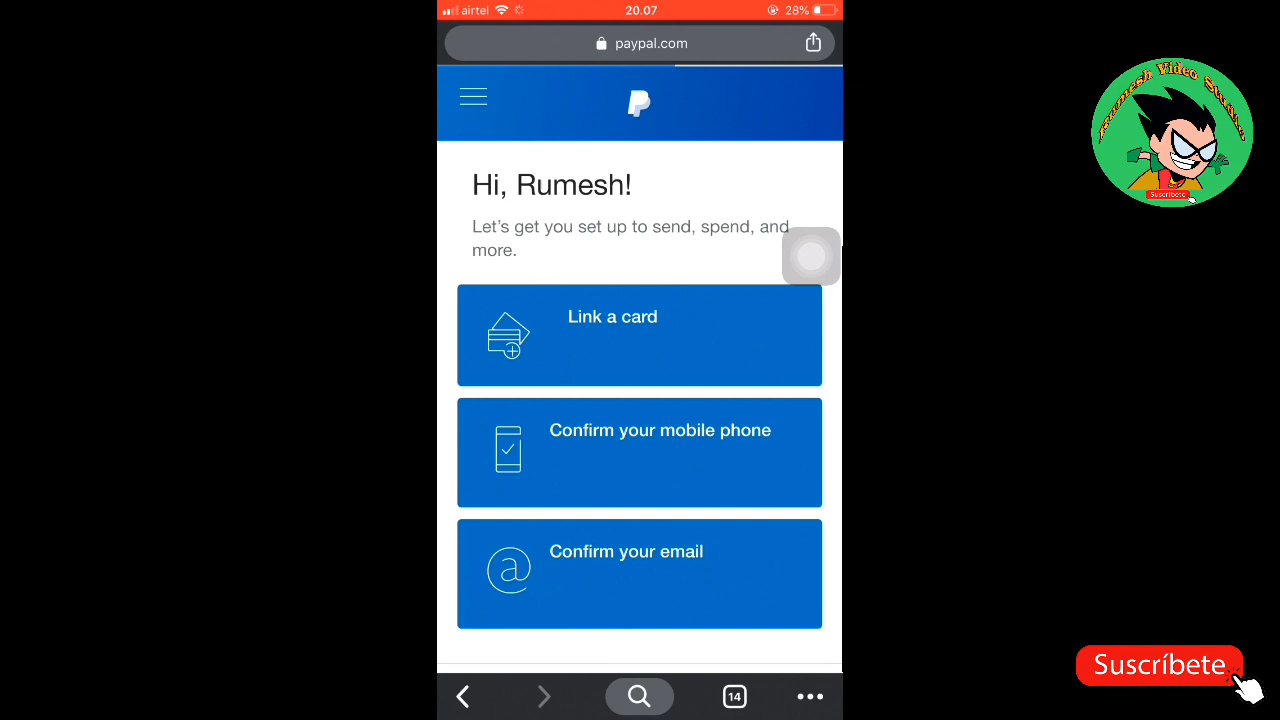 airtel 20.07 28%
paypal.com
Rumesh Video Studio
Suscríbete
Hi, Rumesh!
Let's get you set up to send, spend, and
more.
Link a card
Confirm your mobile phone
Confirm your email
Suscríbete
14